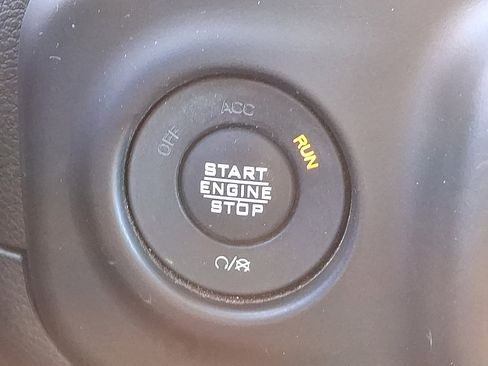 OFF
ACC
RUN
START
ENGINE
STOP